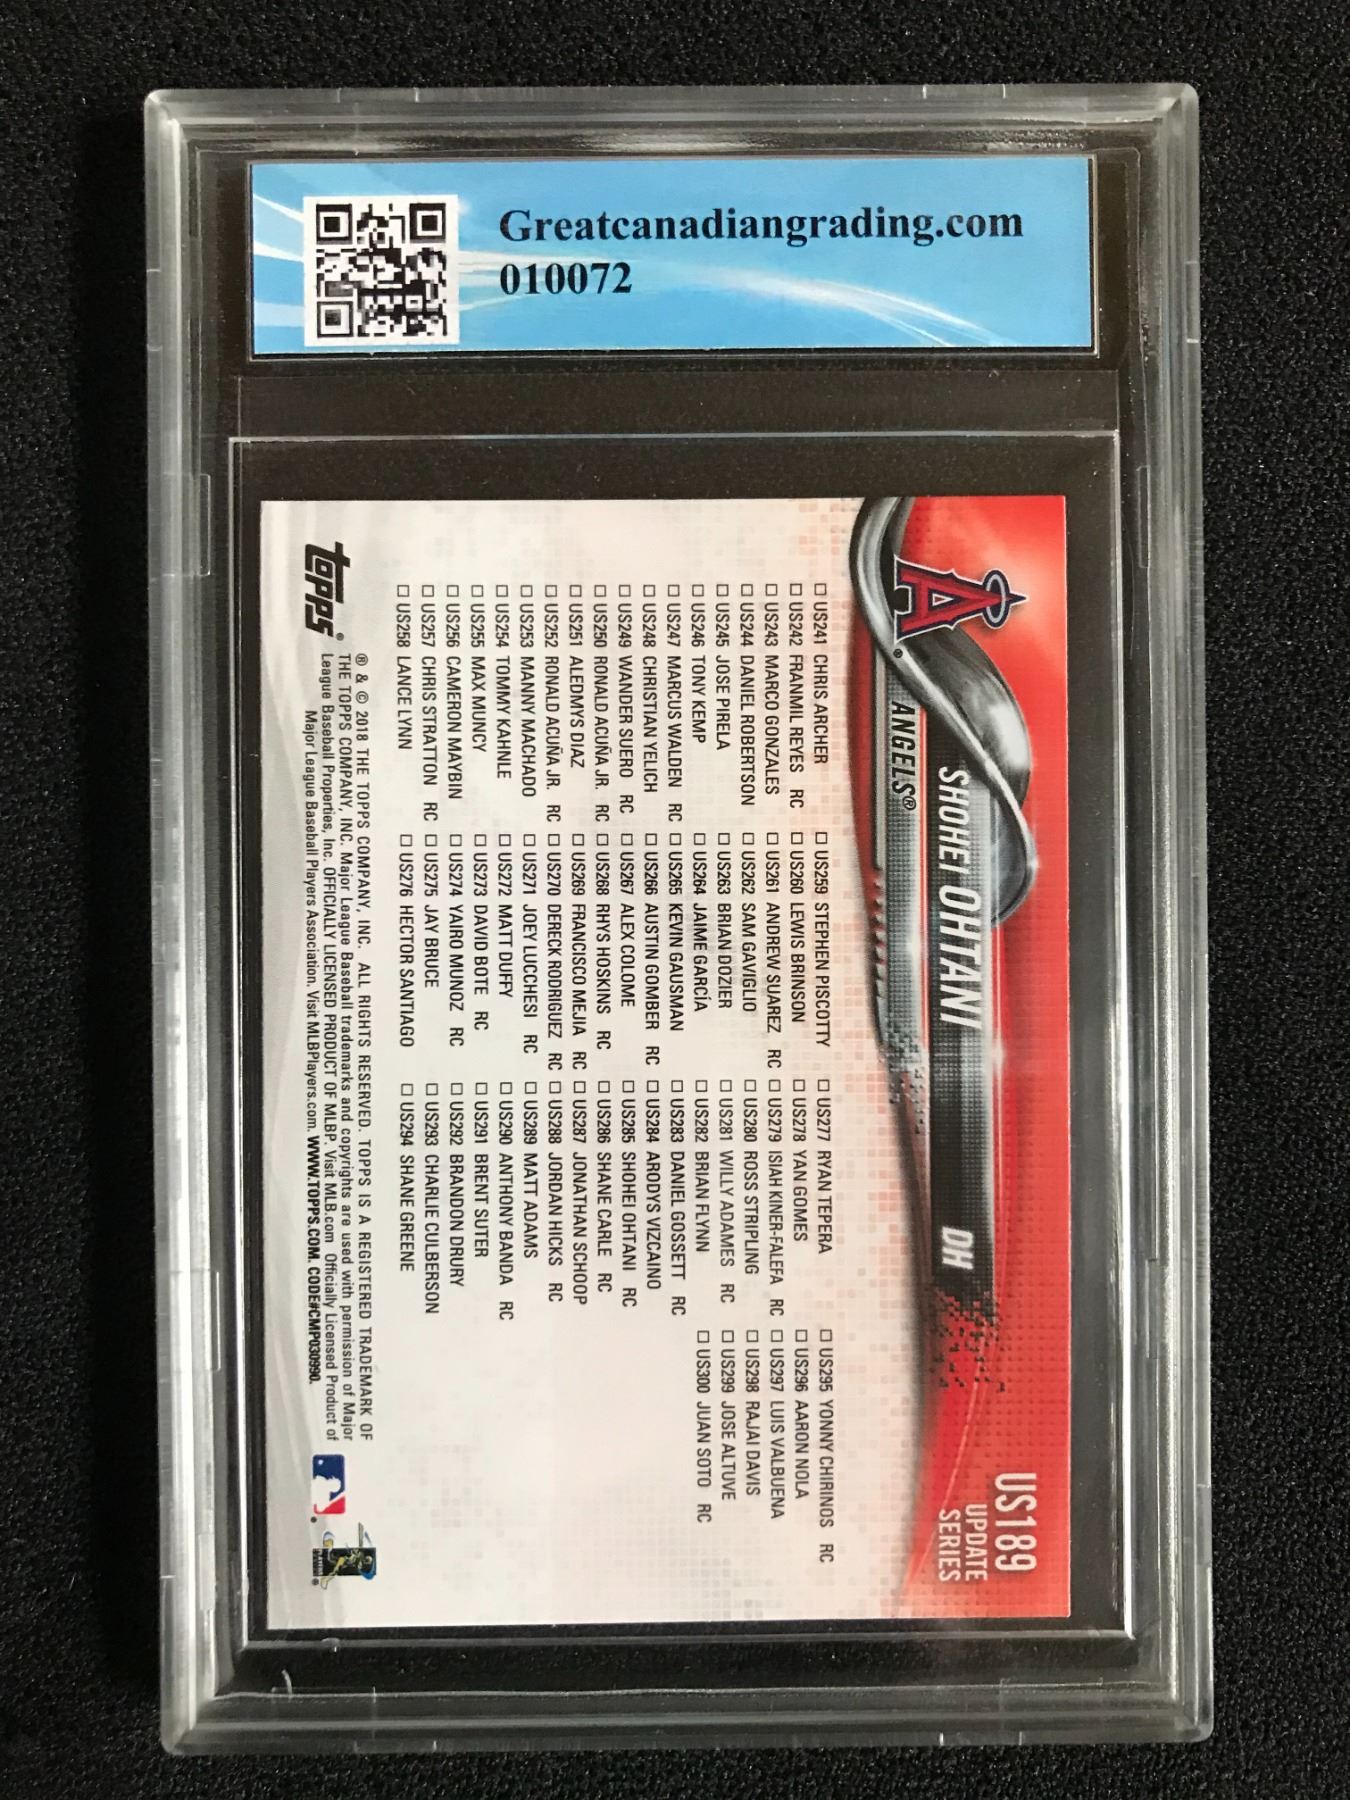 Greatcanadiangrading.com
010072
US189
UPDATE
SERIES
SHOHEI OHTANI
DH
A®
ANGELS®
☐ US241 CHRIS ARCHER
☐ US242 FRANMIL REYES RC
☐ US243 MARCO GONZALES
☐ US244 DANIEL ROBERTSON
☐ US245 JOSE PIRELA
☐ US246 TONY KEMP
☐ US247 MARCUS WALDEN RC
☐ US248 CHRISTIAN YELICH
☐ US249 WANDER SUERO RC
☐ US250 RONALD ACUÑA JR. RC
☐ US251 ALEDMYS DIAZ
☐ US252 RONALD ACUÑA JR. RC
☐ US253 MANNY MACHADO
☐ US254 TOMMY KAHNLE
☐ US255 MAX MUNCY
☐ US256 CAMERON MAYBIN
☐ US257 CHRIS STRATTON RC
☐ US258 LANCE LYNN
☐ US259 STEPHEN PISCOTTY
☐ US260 LEWIS BRINSON
☐ US261 ANDREW SUAREZ RC
☐ US262 SAM GAVIGLIO
☐ US263 BRIAN DOZIER
☐ US264 JAIME GARCÍA
☐ US265 KEVIN GAUSMAN
☐ US266 AUSTIN GOMBER RC
☐ US267 ALEX COLOME
☐ US268 RHYS HOSKINS RC
☐ US269 FRANCISCO MEJIA RC
☐ US270 DERECK RODRIGUEZ RC
☐ US271 JOEY LUCCHESI RC
☐ US272 MATT DUFFY
☐ US273 DAVID BOTE RC
☐ US274 YAIRO MUNOZ RC
☐ US275 JAY BRUCE
☐ US276 HECTOR SANTIAGO
☐ US277 RYAN TEPERA
☐ US278 YAN GOMES
☐ US279 ISIAH KINER-FALEFA RC
☐ US280 ROSS STRIPLING
☐ US281 WILLY ADAMES RC
☐ US282 BRIAN FLYNN
☐ US283 DANIEL GOSSETT RC
☐ US284 ARODYS VIZCAINO
☐ US285 SHOHEI OHTANI RC
☐ US286 SHANE CARLE RC
☐ US287 JONATHAN SCHOOP
☐ US288 JORDAN HICKS RC
☐ US289 MATT ADAMS
☐ US290 ANTHONY BANDA RC
☐ US291 BRENT SUTER
☐ US292 BRANDON DRURY
☐ US293 CHARLIE CULBERSON
☐ US294 SHANE GREENE
☐ US295 YONNY CHIRINOS RC
☐ US296 AARON NOLA
☐ US297 LUIS VALBUENA
☐ US298 RAJAI DAVIS
☐ US299 JOSE ALTUVE
☐ US300 JUAN SOTO RC
topps®
® & © 2018 THE TOPPS COMPANY, INC. ALL RIGHTS RESERVED. TOPPS IS A REGISTERED TRADEMARK OF
THE TOPPS COMPANY, INC. Major League Baseball trademarks and copyrights are used with permission of Major
League Baseball Properties, Inc. OFFICIALLY LICENSED PRODUCT OF MLBP. Visit MLB.com Officially Licensed Product of
Major League Baseball Players Association. Visit MLBPlayers.com. WWW.TOPPS.COM. CODE#CMP030990.